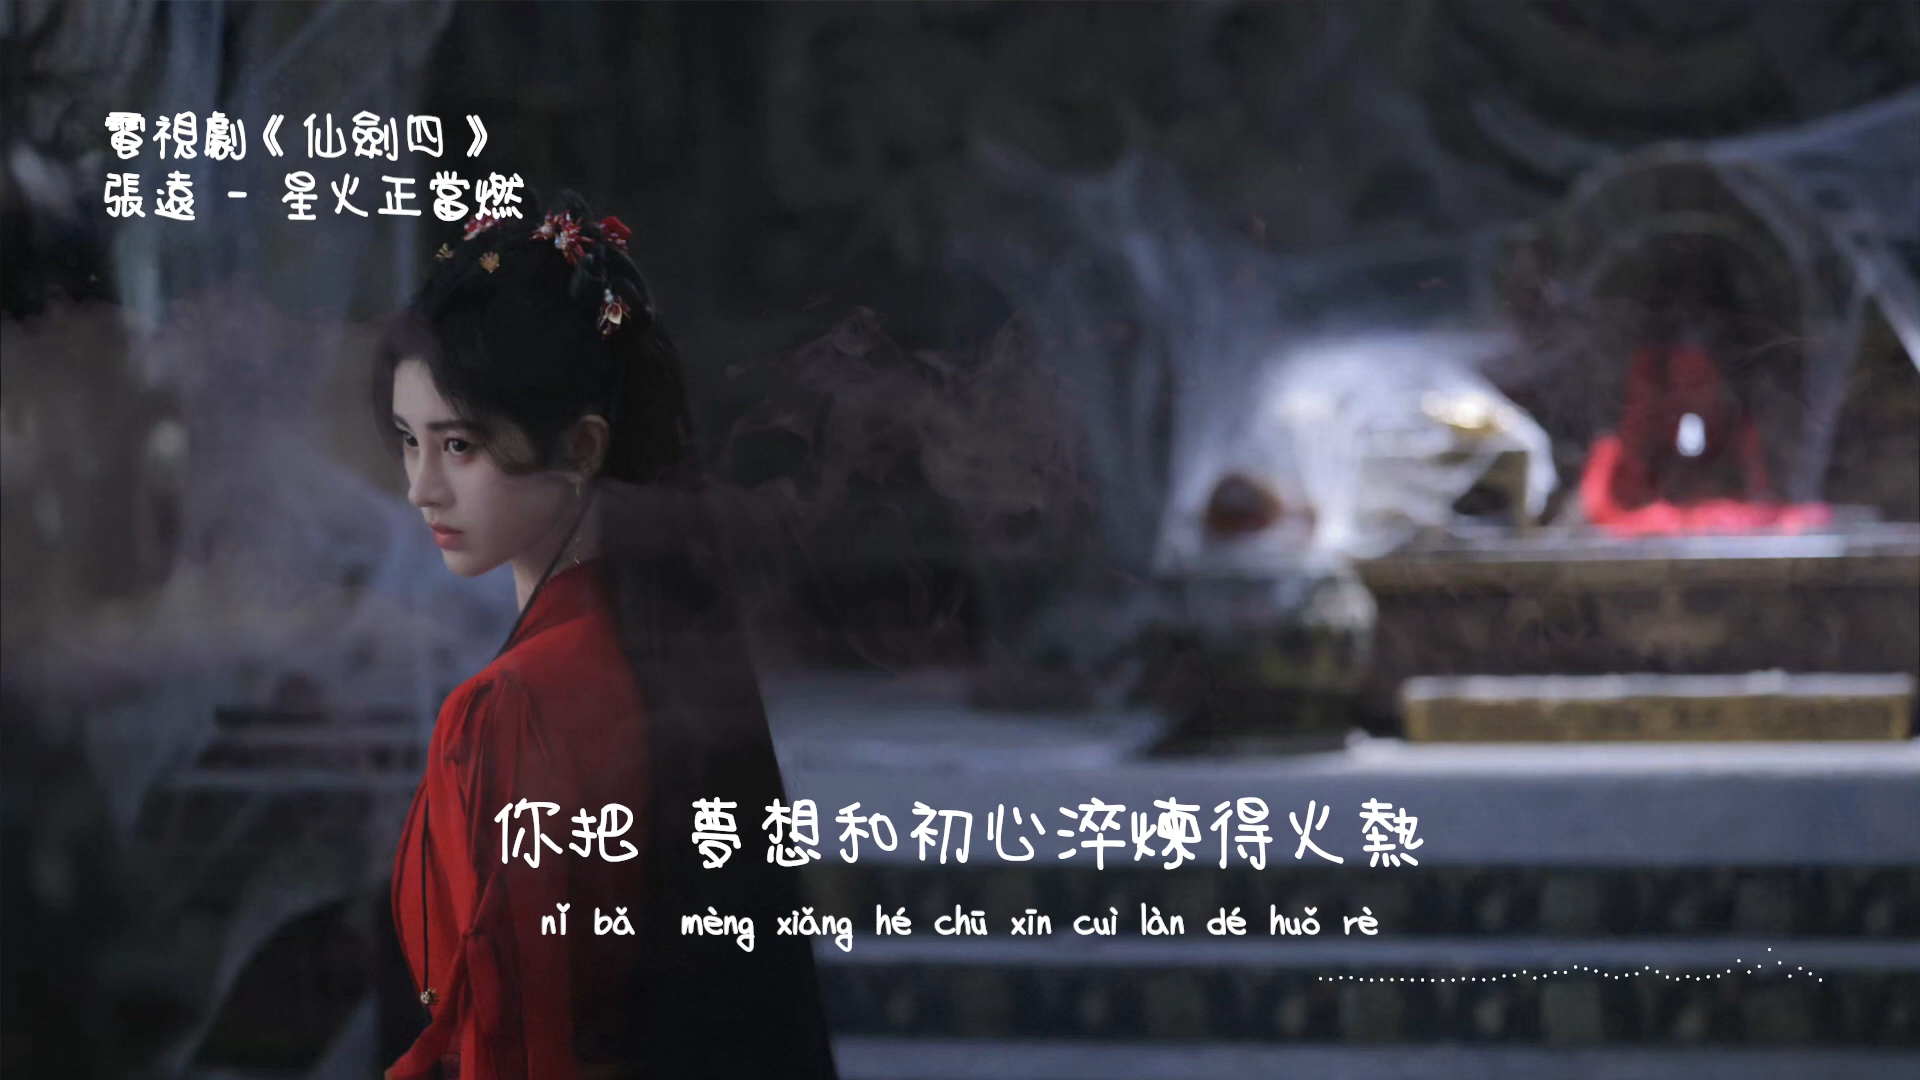 電視劇《仙劍四》
張遠 - 星火正當燃
你把 夢想和初心淬煉得火熱
nǐ bǎ mèng xiǎng hé chū xīn cuì làn dé huǒ rè